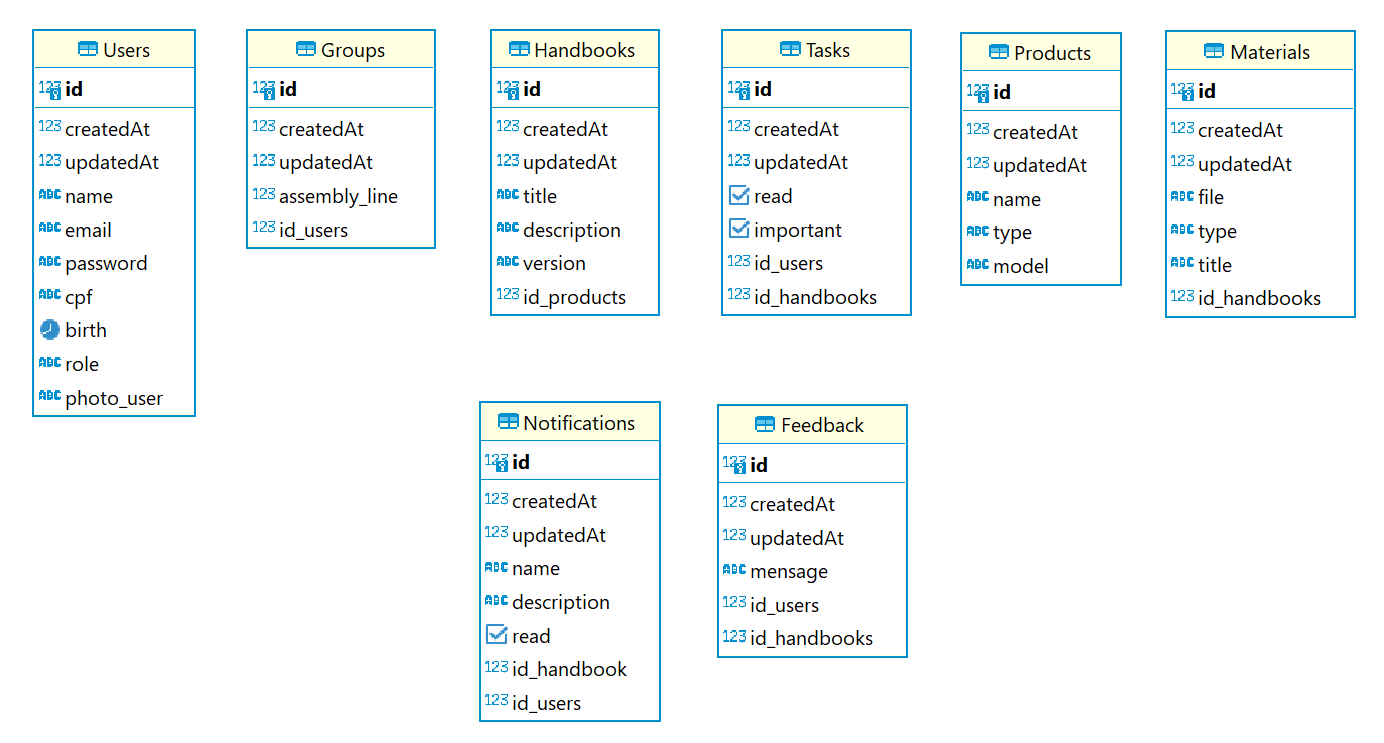 Users
123 id
123 createdAt
123 updatedAt
ABC name
ABC email
ABC password
ABC cpf
birth
ABC role
ABC photo_user
Groups
123 id
123 createdAt
123 updatedAt
123 assembly_line
123 id_users
Handbooks
123 id
123 createdAt
123 updatedAt
ABC title
ABC description
ABC version
123 id_products
Tasks
123 id
123 createdAt
123 updatedAt
read
important
123 id_users
123 id_handbooks
Products
123 id
123 createdAt
123 updatedAt
ABC name
ABC type
ABC model
Materials
123 id
123 createdAt
123 updatedAt
ABC file
ABC type
ABC title
123 id_handbooks
Notifications
123 id
123 createdAt
123 updatedAt
ABC name
ABC description
read
123 id_handbook
123 id_users
Feedback
123 id
123 createdAt
123 updatedAt
ABC mensage
123 id_users
123 id_handbooks